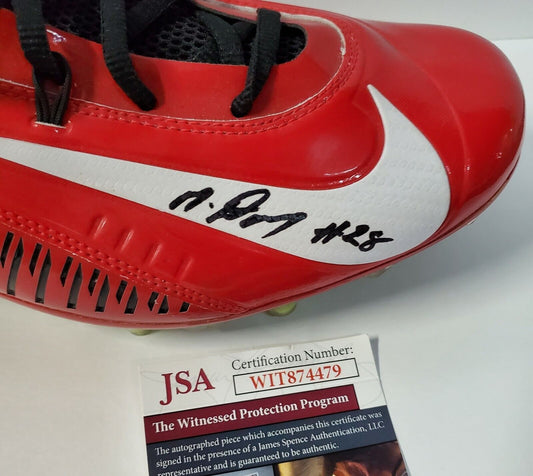 #28
JSA
Certification Number:
WIT874479
The Witnessed Protection Program
The autographed piece which accompanies this certificate was
signed in the presence of a James Spence Authentication, LLC
representative and is guaranteed to be authentic.